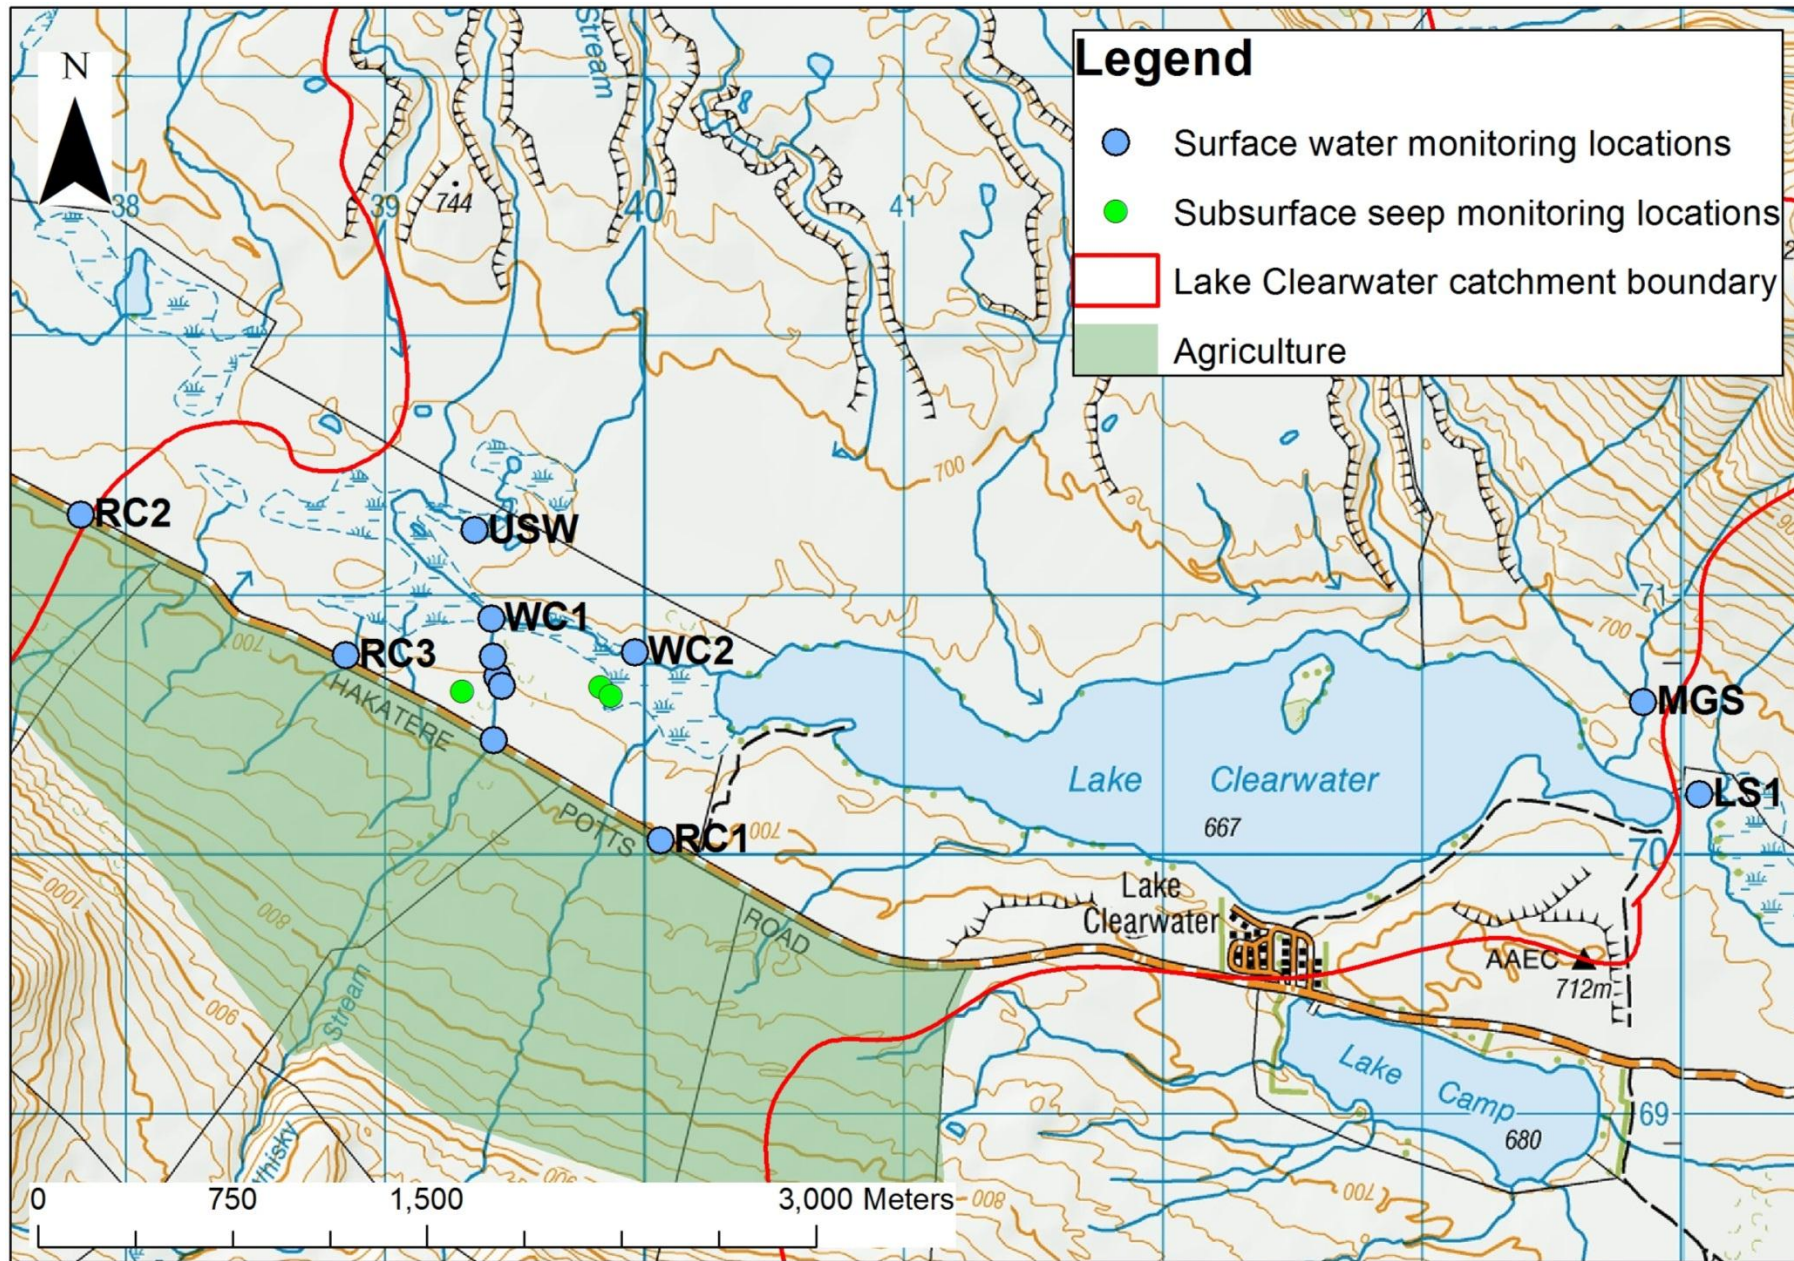 Legend
Surface water monitoring locations
Subsurface seep monitoring locations
Lake Clearwater catchment boundary
Agriculture
N
Stream
38
39
744
40
41
700
RC2
USW
71
WC1
700
700
RC3
WC2
HAKATERE
MGS
Lake Clearwater
LS1
POTTS
667
RC1
700
70
Lake
Clearwater
1000
800
ROAD
AAEC
712m
900
Stream
Lake Camp
69
680
Whisky
900
800
700
0 750 1,500 3,000 Meters